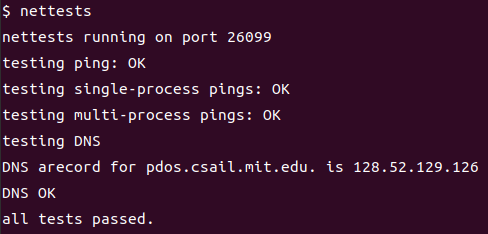 $ nettests
nettests running on port 26099
testing ping: OK
testing single-process pings: OK
testing multi-process pings: OK
testing DNS
DNS arecord for pdos.csail.mit.edu. is 128.52.129.126
DNS OK
all tests passed.